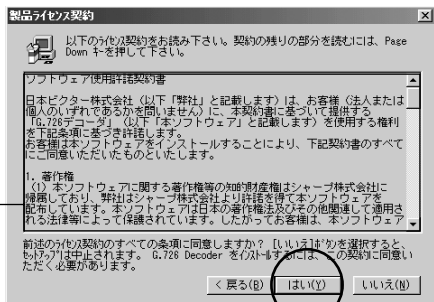 製品ライセンス契約
以下のライセンス契約をお読み下さい。契約の残りの部分を読むには、Page
Down キーを押して下さい。
ソフトウェア使用許諾契約書
日本ビクター株式会社（以下「弊社」と記載します）は、お客様（法人または
個人のいずれであるかを問いません）に、本契約書に基づいて提供する
「G.726デコーダ」（以下「本ソフトウェア」と記載します）を使用する権利
を下記条項に基づき許諾します。
お客様は本ソフトウェアをインストールすることにより、下記契約書のすべて
にご同意いただいたものといたします。
1. 著作権
(1) 本ソフトウェアに関する著作権等の知的財産権はシャープ株式会社に
帰属しており、弊社はシャープ株式会社より許諾を得て本ソフトウェアを
配布しています。本ソフトウェアは日本の著作権法及びその他関連して適用さ
れる法律等によって保護されています。したがってお客様は、本ソフトウェア
前述のライセンス契約のすべての条項に同意しますか? [いいえ]ボタンを選択すると、
セットアップは中止されます。 G.726 Decoder をインストールするには、この契約に同意い
ただく必要があります。
< 戻る(B) はい(Y) いいえ(N)